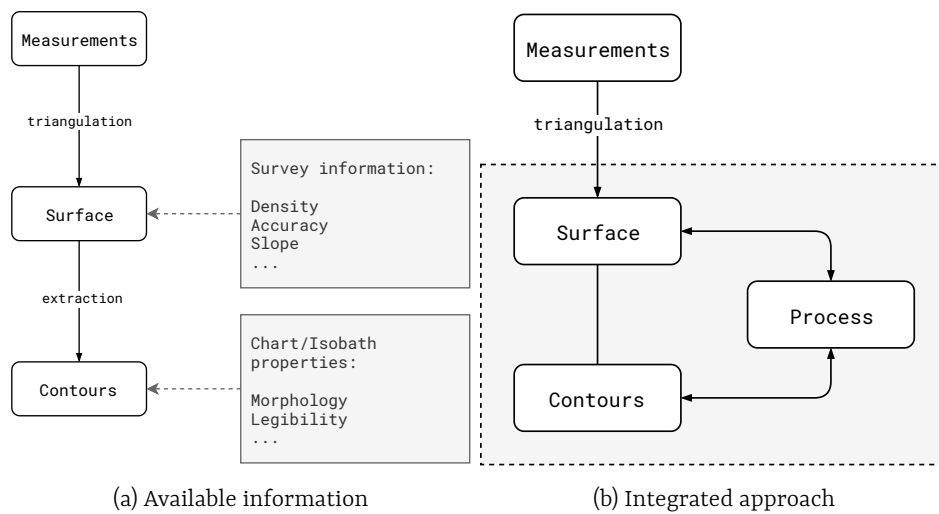 Measurements
triangulation
Survey information:
Density
Accuracy
Slope
...
Surface
extraction
Chart/Isobath
properties:
Morphology
Legibility
...
Contours
(a) Available information
Measurements
triangulation
Surface
Process
Contours
(b) Integrated approach